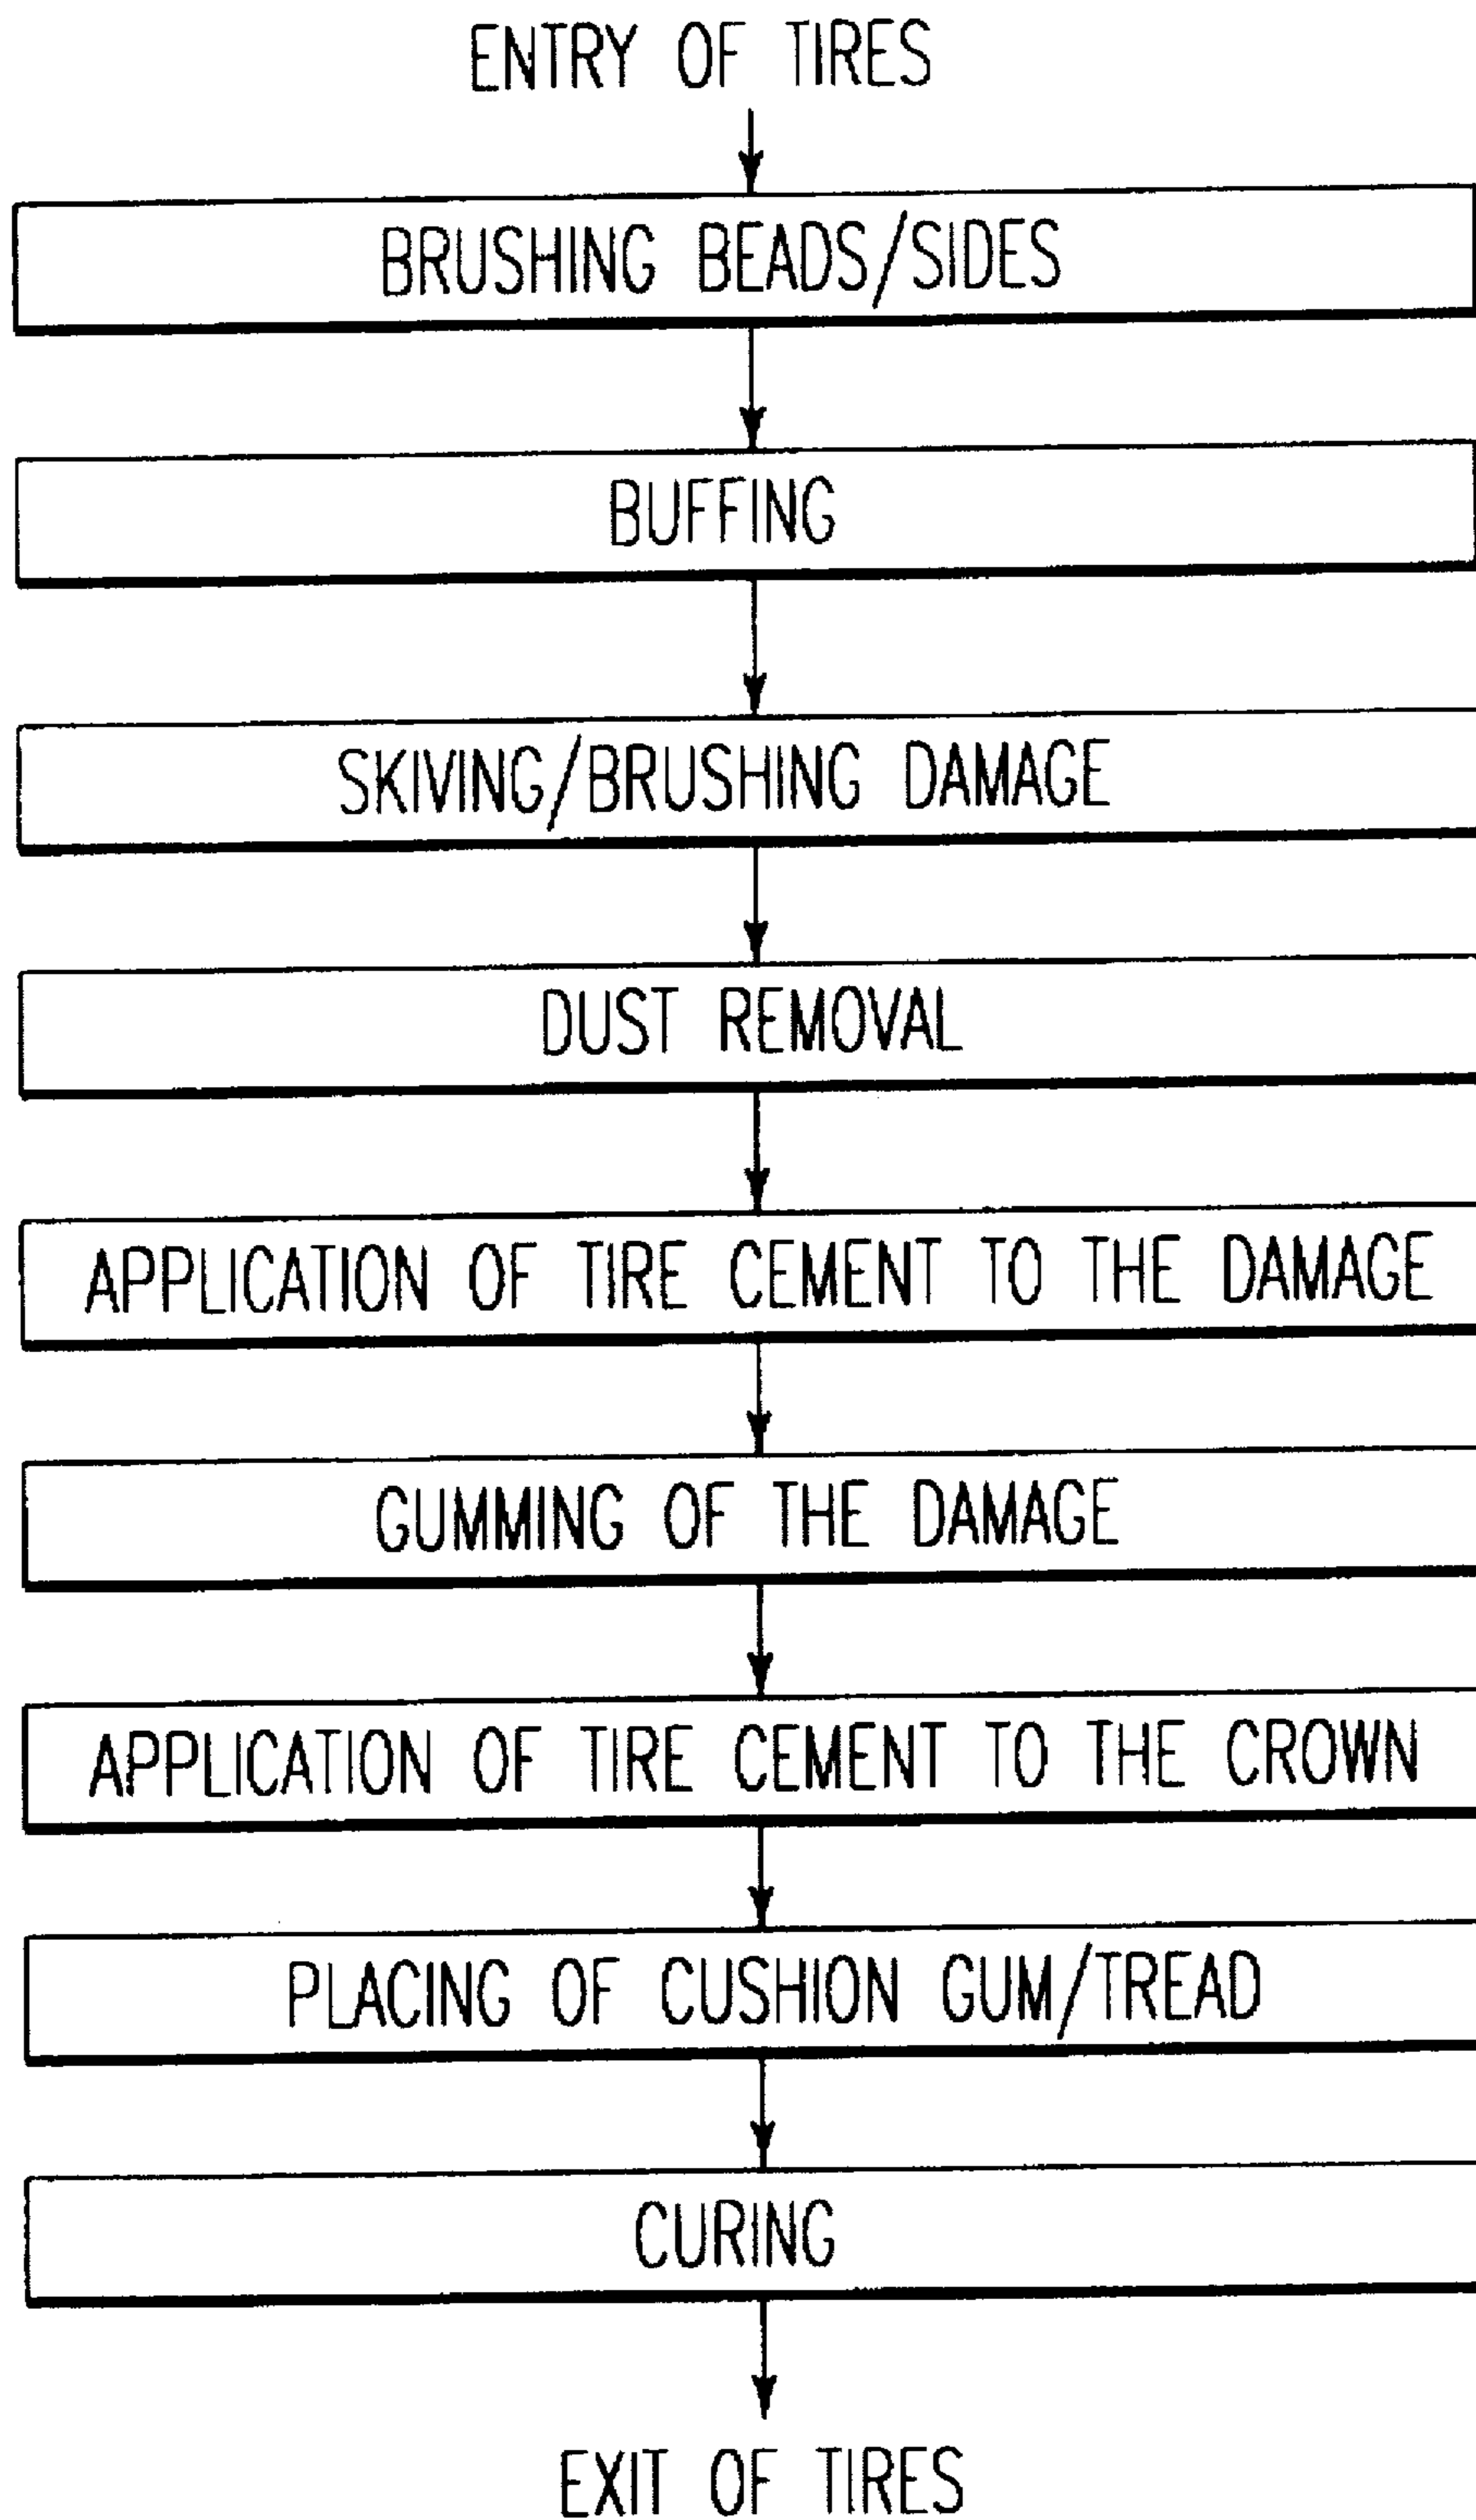 ENTRY OF TIRES
BRUSHING BEADS/SIDES
BUFFING
SKIVING/BRUSHING DAMAGE
DUST REMOVAL
APPLICATION OF TIRE CEMENT TO THE DAMAGE
GUMMING OF THE DAMAGE
APPLICATION OF TIRE CEMENT TO THE CROWN
PLACING OF CUSHION GUM/TREAD
CURING
EXIT OF TIRES